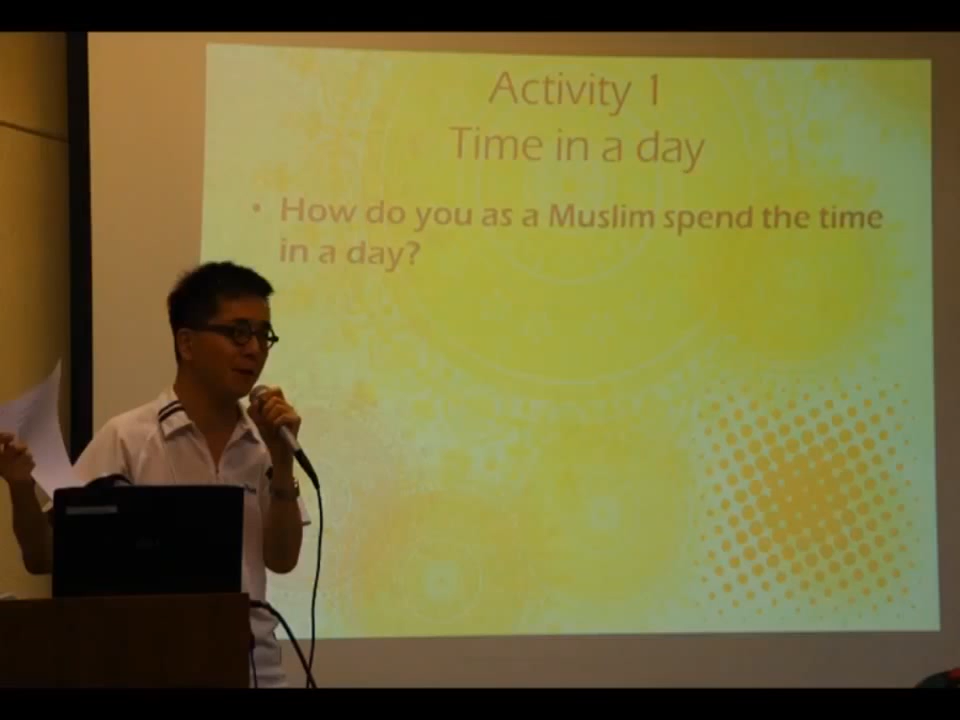 Activity 1
Time in a day
• How do you as a Muslim spend the time
in a day?